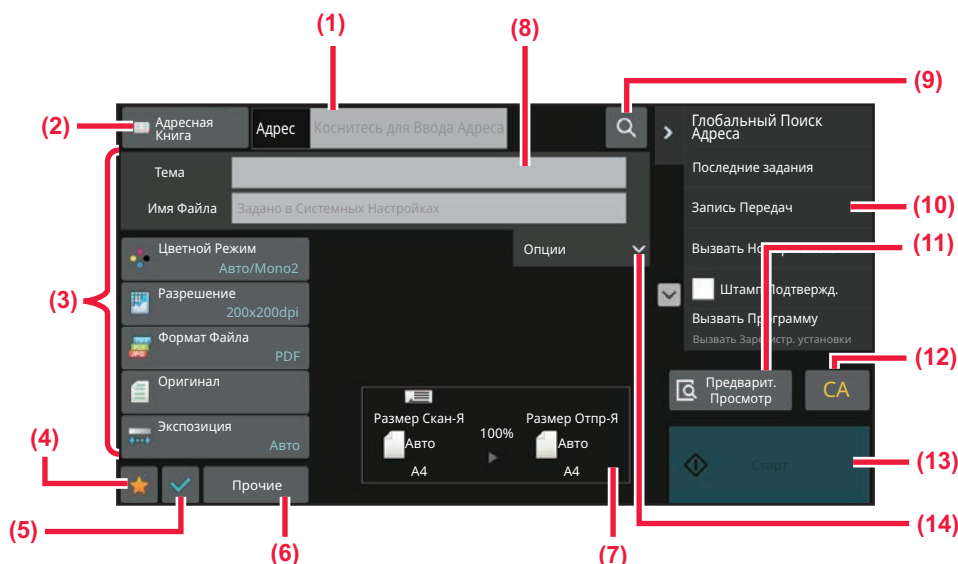 (1)
(8)
(9)
(2)
Адресная
Книга
Адрес
Коснитесь для Ввода Адреса
Глобальный Поиск
Адреса
Тема
Последние задания
Имя Файла
Задано в Системных Настройках
Запись Передач
(10)
(11)
Опции
Вызвать
(3)
Цветной Режим
Авто/Mono2
Разрешение
200x200dpi
Формат Файла
PDF
Оригинал
Экспозиция
Авто
Штамп Подтвержд.
Вызвать Программу
Вызвать Зарегистр. установки
(12)
Предварит.
Просмотр
CA
Размер Скан-Я
Авто
A4
100%
Размер Отпр-Я
Авто
A4
(4)
Старт
(13)
Прочие
(5)
(6)
(7)
(14)